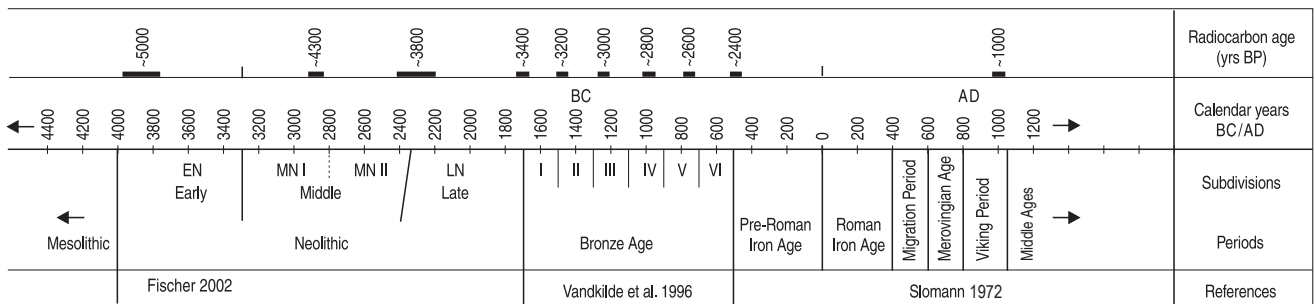 ~5000 ~4300 ~3800 ~3400 ~3200 ~3000 ~2800 ~2600 ~2400 ~1000 Radiocarbon age
(yrs BP)
BC AD
4400 4200 4000 3800 3600 3400 3200 3000 2800 2600 2400 2200 2000 1800 1600 1400 1200 1000 800 600 400 200 0 200 400 600 800 1000 1200 Calendar years
BC/AD
EN MN I MN II LN I II III IV V VI Subdivisions
Early Middle Late
Mesolithic Neolithic Bronze Age Pre-Roman
Iron Age Roman
Iron Age Migration Period Merovingian Age Viking Period Middle Ages Periods
Fischer 2002 Vandkilde et al. 1996 Slomann 1972 References